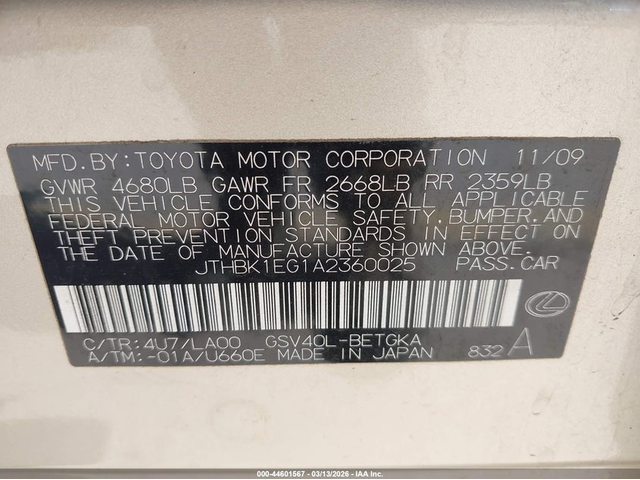 MFD.BY:TOYOTA MOTOR CORPORATION 11/09
GVWR 4680LB GAWR FR 2668LB RR 2359LB
THIS VEHICLE CONFORMS TO ALL APPLICABLE
FEDERAL MOTOR VEHICLE SAFETY,BUMPER,AND
THEFT PREVENTION STANDARDS IN EFFECT ON
THE DATE OF MANUFACTURE SHOWN ABOVE.
JTHBK1EG1A2360025 PASS.CAR
C/TR:4U7/LA00 GSV40L-BETGKA
A/TM:-01A/U660E MADE IN JAPAN 832 A
000-44601567 | 03/13/2026 | IAA Inc.